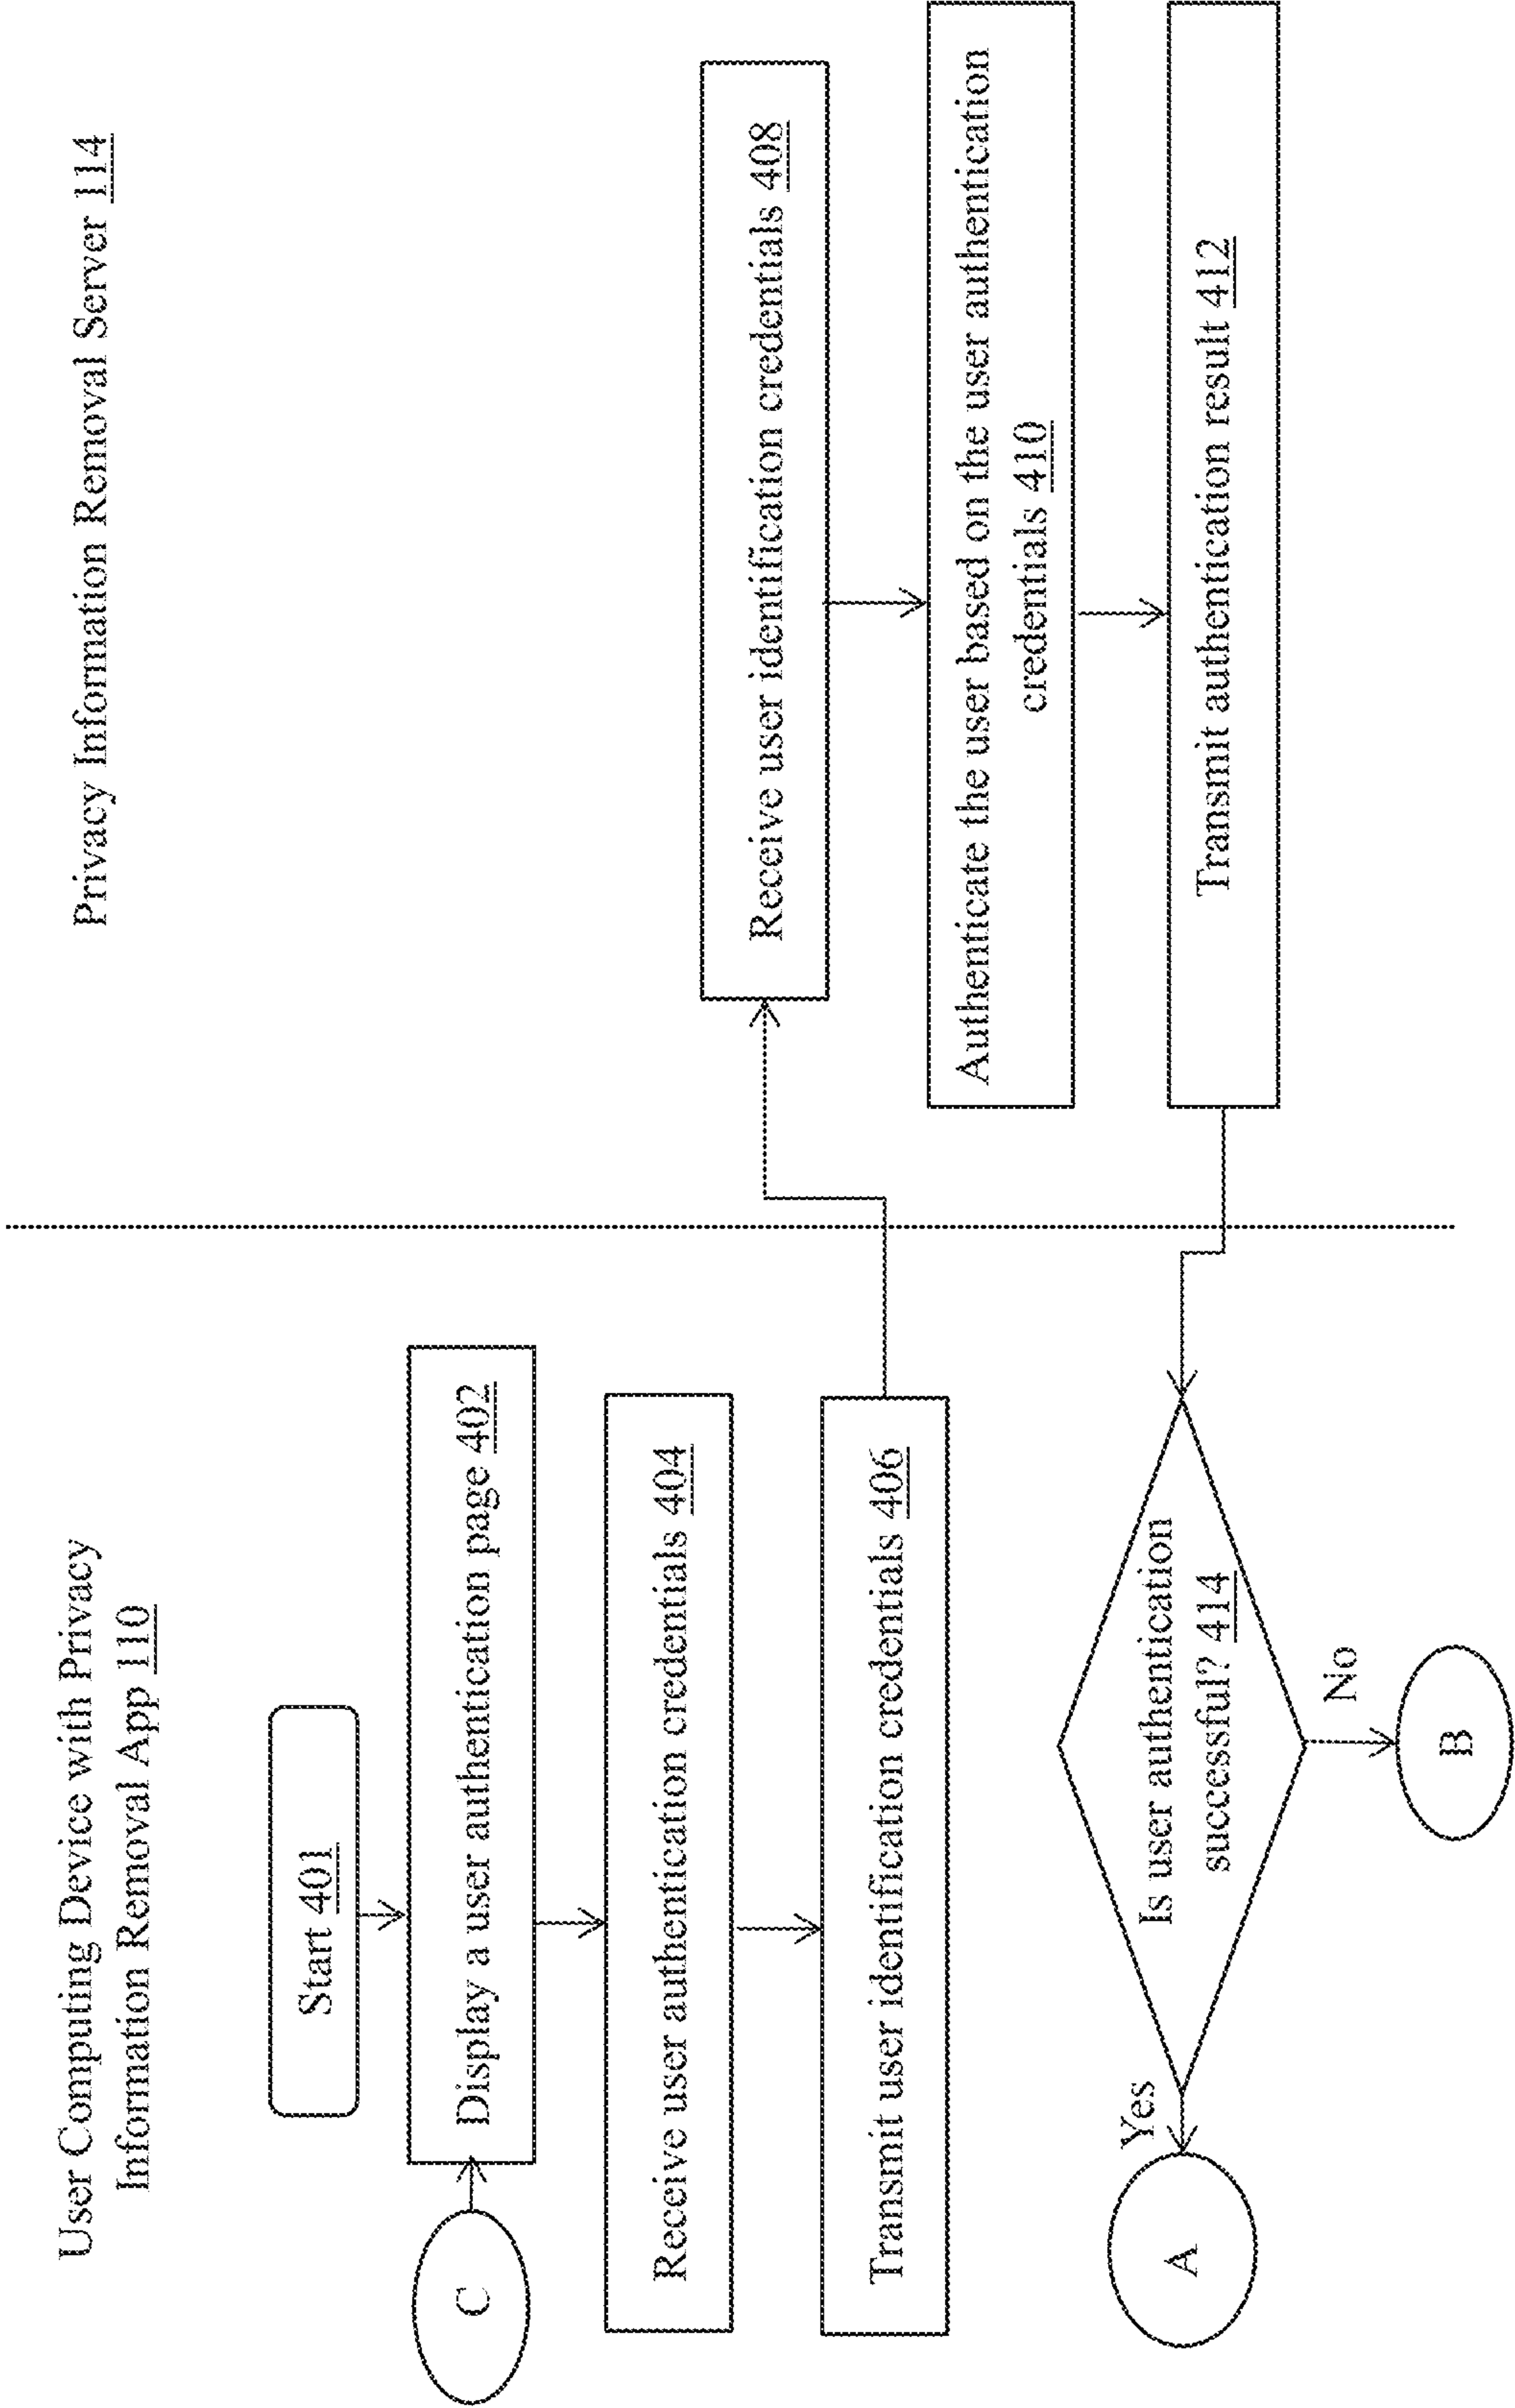 User Computing Device with Privacy
Information Removal App 110
Privacy Information Removal Server 114
Start 401
C
Display a user authentication page 402
Receive user authentication credentials 404
Transmit user identification credentials 406
Receive user identification credentials 408
Authenticate the user based on the user authentication
credentials 410
Transmit authentication result 412
Is user authentication
successful? 414
Yes
A
No
B